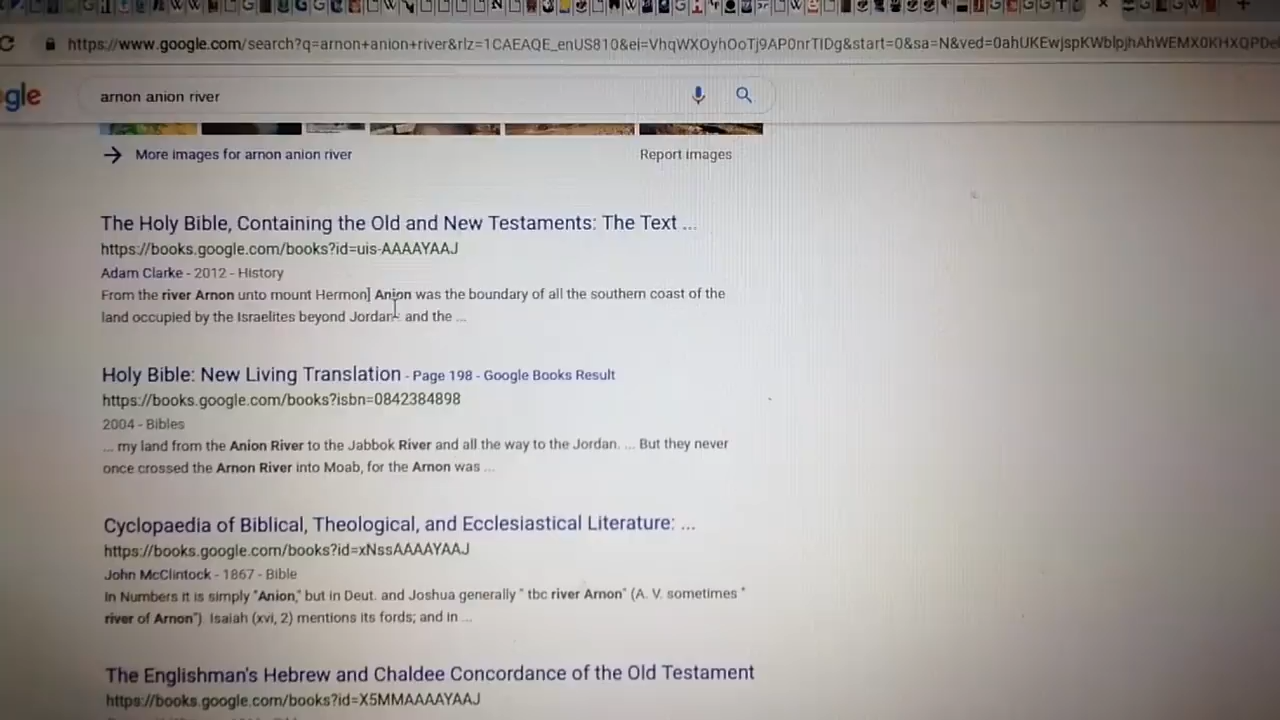 https://www.google.com/search?q=arnon+anion+river&rlz=1CAEAQE_enUS810&ei=VhqWXOyhOoTj9AP0nrTIDg&start=0&sa=N&ved=
gle
arnon anion river
More images for arnon anion river
Report images
The Holy Bible, Containing the Old and New Testaments: The Text ...
https://books.google.com/books?id=uis-AAAAYAAJ
Adam Clarke - 2012 - History
From the river Arnon unto mount Hermon] Anion was the boundary of all the southern coast of the
land occupied by the Israelites beyond Jordan- and the ...
Holy Bible: New Living Translation - Page 198 - Google Books Result
https://books.google.com/books?isbn=0842384898
2004 - Bibles
... my land from the Anion River to the Jabbok River and all the way to the Jordan. ... But they never
once crossed the Arnon River into Moab, for the Arnon was ...
Cyclopaedia of Biblical, Theological, and Ecclesiastical Literature: ...
https://books.google.com/books?id=xNssAAAAYAAJ
John McClintock - 1867 - Bible
In Numbers it is simply "Anion," but in Deut. and Joshua generally " tbc river Arnon" (A. V. sometimes "
river of Arnon"). Isaiah (xvi, 2) mentions its fords; and in ...
The Englishman's Hebrew and Chaldee Concordance of the Old Testament
https://books.google.com/books?id=X5MMAAAAYAAJ